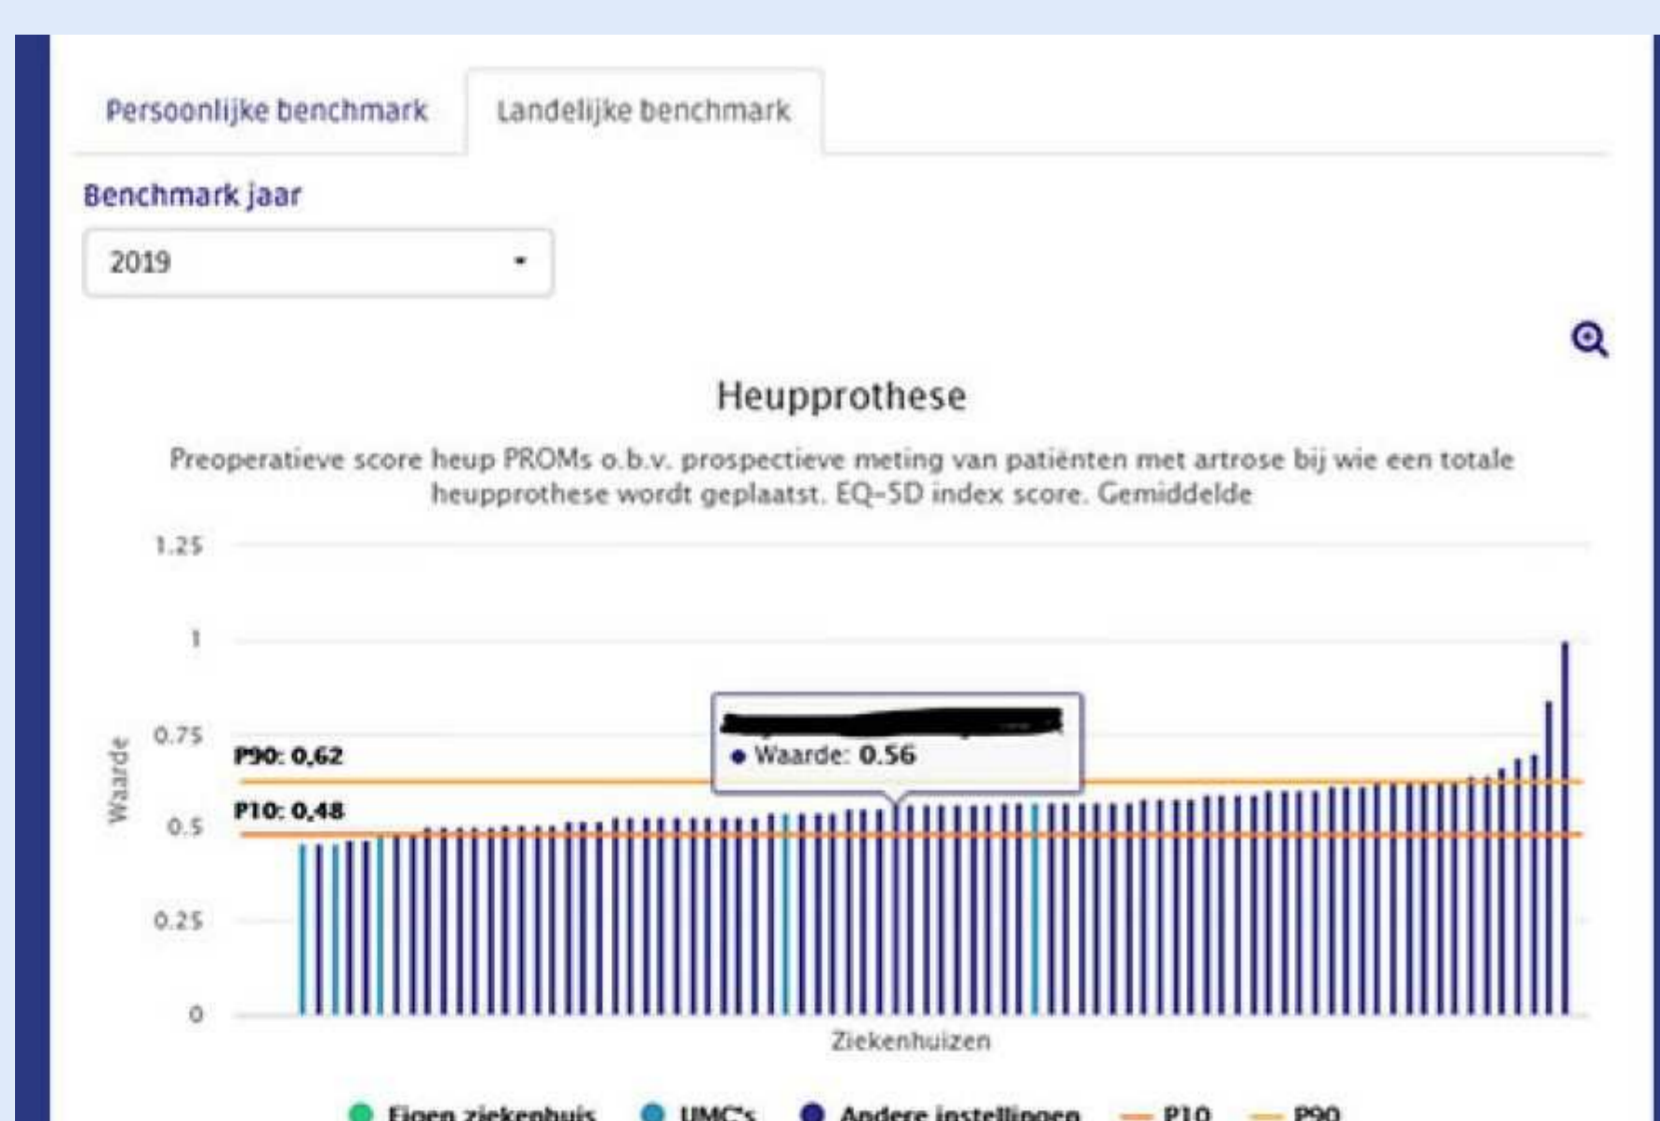 Persoonlijke benchmark
Landelijke benchmark
Benchmark jaar
2019
Heupprothese
Preoperatieve score heup PROMs o.b.v. prospectieve meting van patiënten met artrose bij wie een totale
heupprothese wordt geplaatst. EQ-5D index score. Gemiddelde
1.25
1
0.75
0.5
0.25
0
Waarde
P90: 0,62
P10: 0,48
Waarde: 0.56
Ziekenhuizen
Eigen ziekenhuis
UMC's
Andere instellingen
P10
P90